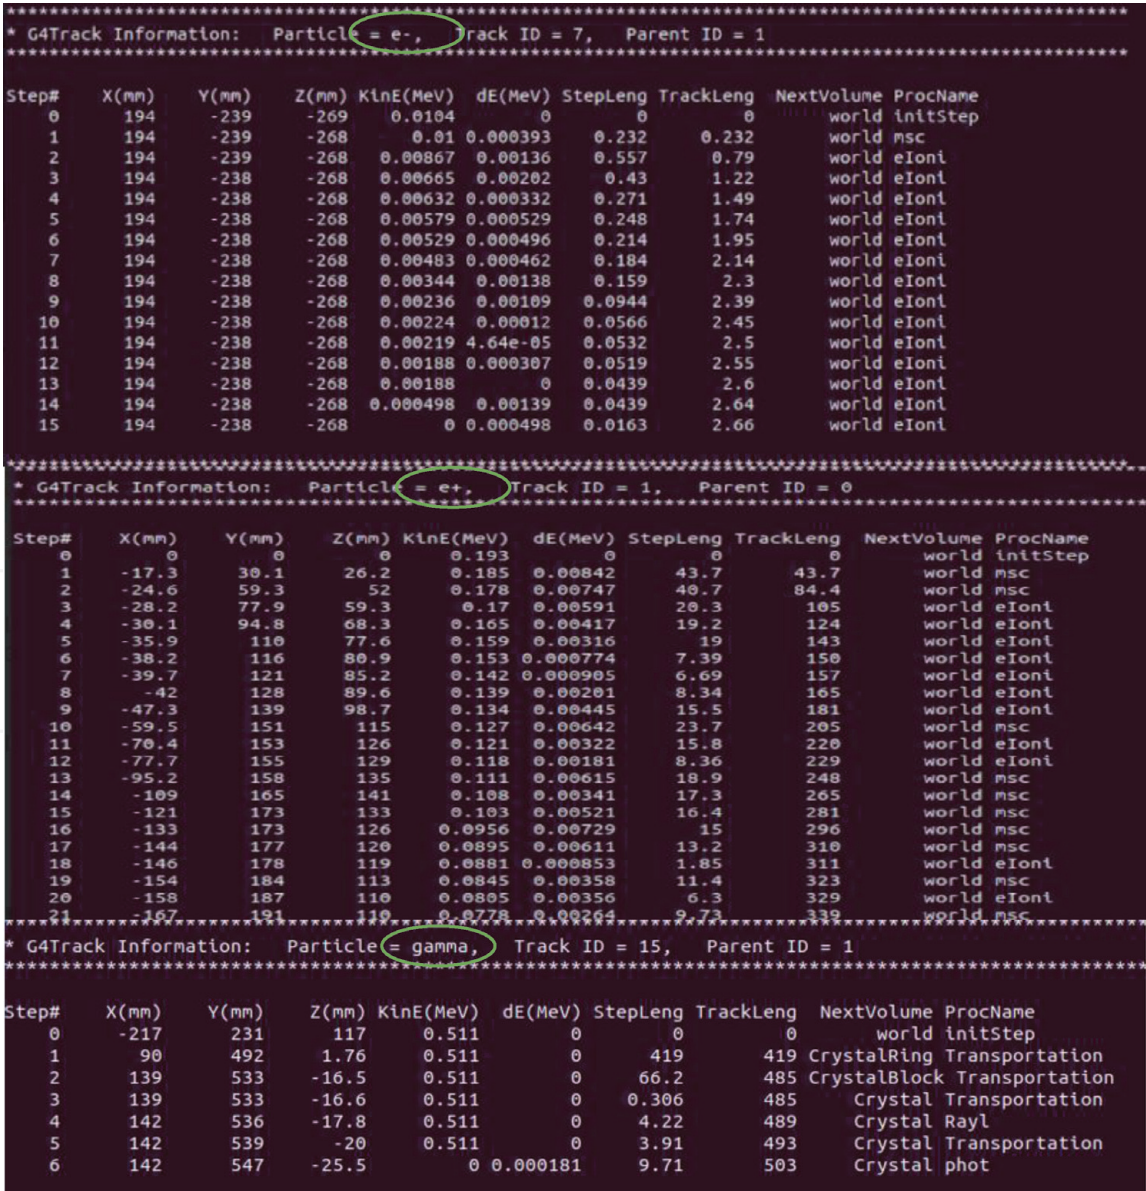 ********************************************************************************
* G4Track Information:   Particle = e-,   Track ID = 7,   Parent ID = 1
********************************************************************************
Step# X(mm) Y(mm) Z(mm) KinE(MeV) dE(MeV) StepLeng TrackLeng NextVolume ProcName
0 194 -239 -269 0.0104 0 0 0 world initStep
1 194 -239 -268 0.01 0.000393 0.232 0.232 world msc
2 194 -239 -268 0.00867 0.00136 0.557 0.79 world eIoni
3 194 -238 -268 0.00665 0.00202 0.43 1.22 world eIoni
4 194 -238 -268 0.00632 0.000332 0.271 1.49 world eIoni
5 194 -238 -268 0.00579 0.000529 0.248 1.74 world eIoni
6 194 -238 -268 0.00529 0.000496 0.214 1.95 world eIoni
7 194 -238 -268 0.00483 0.000462 0.184 2.14 world eIoni
8 194 -238 -268 0.00344 0.00138 0.159 2.3 world eIoni
9 194 -238 -268 0.00236 0.00109 0.0944 2.39 world eIoni
10 194 -238 -268 0.00224 0.00012 0.0566 2.45 world eIoni
11 194 -238 -268 0.00219 4.64e-05 0.0532 2.5 world eIoni
12 194 -238 -268 0.00188 0.000307 0.0519 2.55 world eIoni
13 194 -238 -268 0.00188 0 0.0439 2.6 world eIoni
14 194 -238 -268 0.000498 0.00139 0.0439 2.64 world eIoni
15 194 -238 -268 0 0.000498 0.0163 2.66 world eIoni
********************************************************************************
* G4Track Information:   Particle = e+,   Track ID = 1,   Parent ID = 0
********************************************************************************
Step# X(mm) Y(mm) Z(mm) KinE(MeV) dE(MeV) StepLeng TrackLeng NextVolume ProcName
0 0 0 0 0.193 0 0 0 world initStep
1 -17.3 30.1 26.2 0.185 0.00842 43.7 43.7 world msc
2 -24.6 59.3 52 0.178 0.00747 40.7 84.4 world msc
3 -28.2 77.9 59.3 0.17 0.00591 20.3 105 world eIoni
4 -30.1 94.8 68.3 0.165 0.00417 19.2 124 world eIoni
5 -35.9 110 77.6 0.159 0.00316 19 143 world eIoni
6 -38.2 116 80.9 0.153 0.000774 7.39 150 world eIoni
7 -39.7 121 85.2 0.142 0.000905 6.69 157 world eIoni
8 -42 128 89.6 0.139 0.00201 8.34 165 world eIoni
9 -47.3 139 98.7 0.134 0.00445 15.5 181 world eIoni
10 -59.5 151 115 0.127 0.00642 23.7 205 world msc
11 -70.4 153 126 0.121 0.00322 15.8 220 world eIoni
12 -77.7 155 129 0.118 0.00181 8.36 229 world eIoni
13 -95.2 158 135 0.111 0.00615 18.9 248 world msc
14 -109 165 141 0.108 0.00341 17.3 265 world msc
15 -121 173 133 0.103 0.00521 16.4 281 world msc
16 -133 173 126 0.0956 0.00729 15 296 world msc
17 -144 177 120 0.0895 0.00611 13.2 310 world msc
18 -146 178 119 0.0881 0.000853 1.85 311 world eIoni
19 -154 184 113 0.0845 0.00358 11.4 323 world msc
20 -158 187 110 0.0805 0.00356 6.3 329 world eIoni
21 -167 191 110 0.0778 0.00264 9.73 339 world msc
********************************************************************************
* G4Track Information:   Particle = gamma,   Track ID = 15,   Parent ID = 1
********************************************************************************
Step# X(mm) Y(mm) Z(mm) KinE(MeV) dE(MeV) StepLeng TrackLeng NextVolume ProcName
0 -217 231 117 0.511 0 0 0 world initStep
1 90 492 1.76 0.511 0 419 419 CrystalRing Transportation
2 139 533 -16.5 0.511 0 66.2 485 CrystalBlock Transportation
3 139 533 -16.6 0.511 0 0.306 485 Crystal Transportation
4 142 536 -17.8 0.511 0 4.22 489 Crystal Rayl
5 142 539 -20 0.511 0 3.91 493 Crystal Transportation
6 142 547 -25.5 0 0.000181 9.71 503 Crystal phot